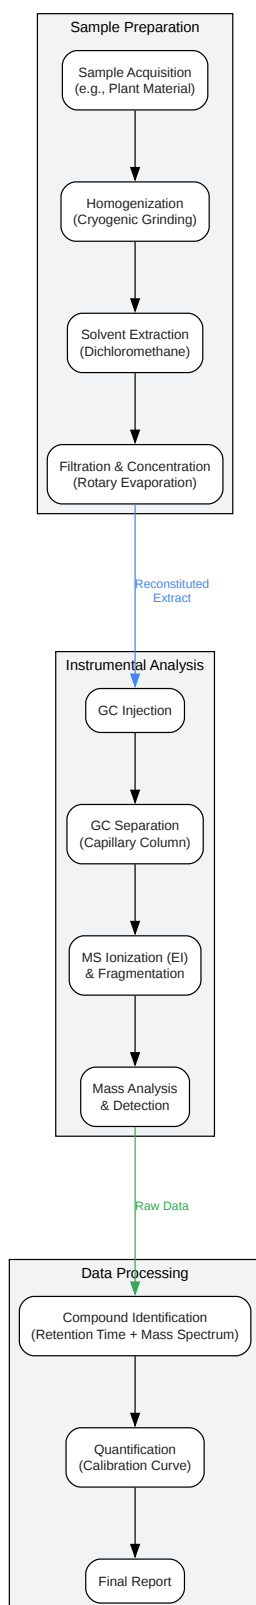 Sample Preparation
Sample Acquisition
(e.g., Plant Material)
Homogenization
(Cryogenic Grinding)
Solvent Extraction
(Dichloromethane)
Filtration & Concentration
(Rotary Evaporation)
Reconstituted
Extract
Instrumental Analysis
GC Injection
GC Separation
(Capillary Column)
MS Ionization (EI)
& Fragmentation
Mass Analysis
& Detection
Raw Data
Data Processing
Compound Identification
(Retention Time + Mass Spectrum)
Quantification
(Calibration Curve)
Final Report